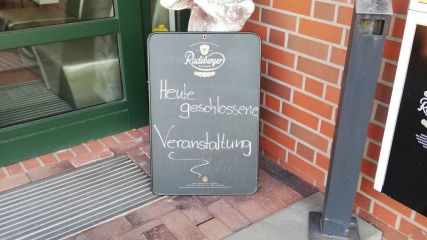 Radeberger
Heute
geschlossene
Veranstaltung